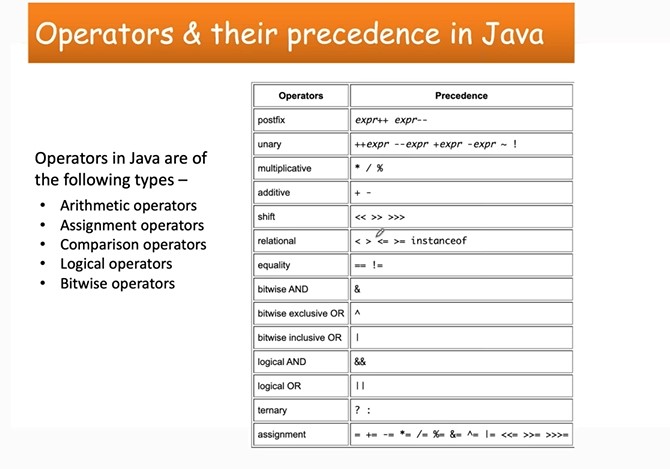 Operators & their precedence in Java
Operators in Java are of
the following types –
• Arithmetic operators
• Assignment operators
• Comparison operators
• Logical operators
• Bitwise operators
Operators Precedence
postfix expr++ expr--
unary ++expr --expr +expr -expr ~ !
multiplicative * / %
additive + -
shift << >> >>>
relational < > <= >= instanceof
equality == !=
bitwise AND &
bitwise exclusive OR ^
bitwise inclusive OR |
logical AND &&
logical OR ||
ternary ? :
assignment = += -= *= /= %= &= ^= |= <<= >>= >>>=